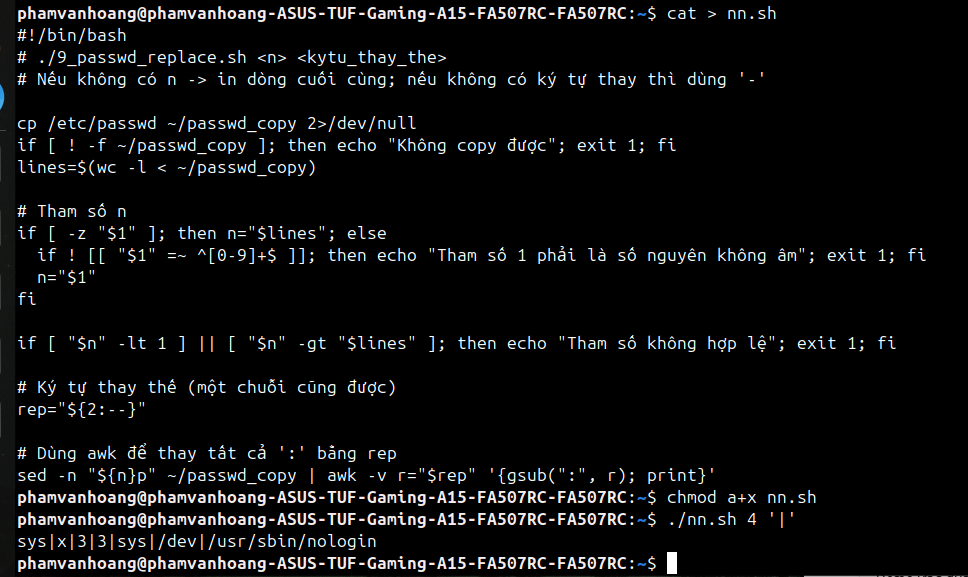 phamvanhoang@phamvanhoang-ASUS-TUF-Gaming-A15-FA507RC-FA507RC:~$ cat > nn.sh
#!/bin/bash
# ./9_passwd_replace.sh <n> <kytu_thay_the>
# Nếu không có n -> in dòng cuối cùng; nếu không có ký tự thay thì dùng '-'

cp /etc/passwd ~/passwd_copy 2>/dev/null
if [ ! -f ~/passwd_copy ]; then echo "Không copy được"; exit 1; fi
lines=$(wc -l < ~/passwd_copy)

# Tham số n
if [ -z "$1" ]; then n="$lines"; else
  if ! [[ "$1" =~ ^[0-9]+$ ]]; then echo "Tham số 1 phải là số nguyên không âm"; exit 1; fi
  n="$1"
fi

if [ "$n" -lt 1 ] || [ "$n" -gt "$lines" ]; then echo "Tham số không hợp lệ"; exit 1; fi

# Ký tự thay thế (một chuỗi cũng được)
rep="${2:--}"

# Dùng awk để thay tất cả ':' bằng rep
sed -n "${n}p" ~/passwd_copy | awk -v r="$rep" '{gsub(":", r); print}'
phamvanhoang@phamvanhoang-ASUS-TUF-Gaming-A15-FA507RC-FA507RC:~$ chmod a+x nn.sh
phamvanhoang@phamvanhoang-ASUS-TUF-Gaming-A15-FA507RC-FA507RC:~$ ./nn.sh 4 '|'
sys|x|3|3|sys|/dev|/usr/sbin/nologin
phamvanhoang@phamvanhoang-ASUS-TUF-Gaming-A15-FA507RC-FA507RC:~$